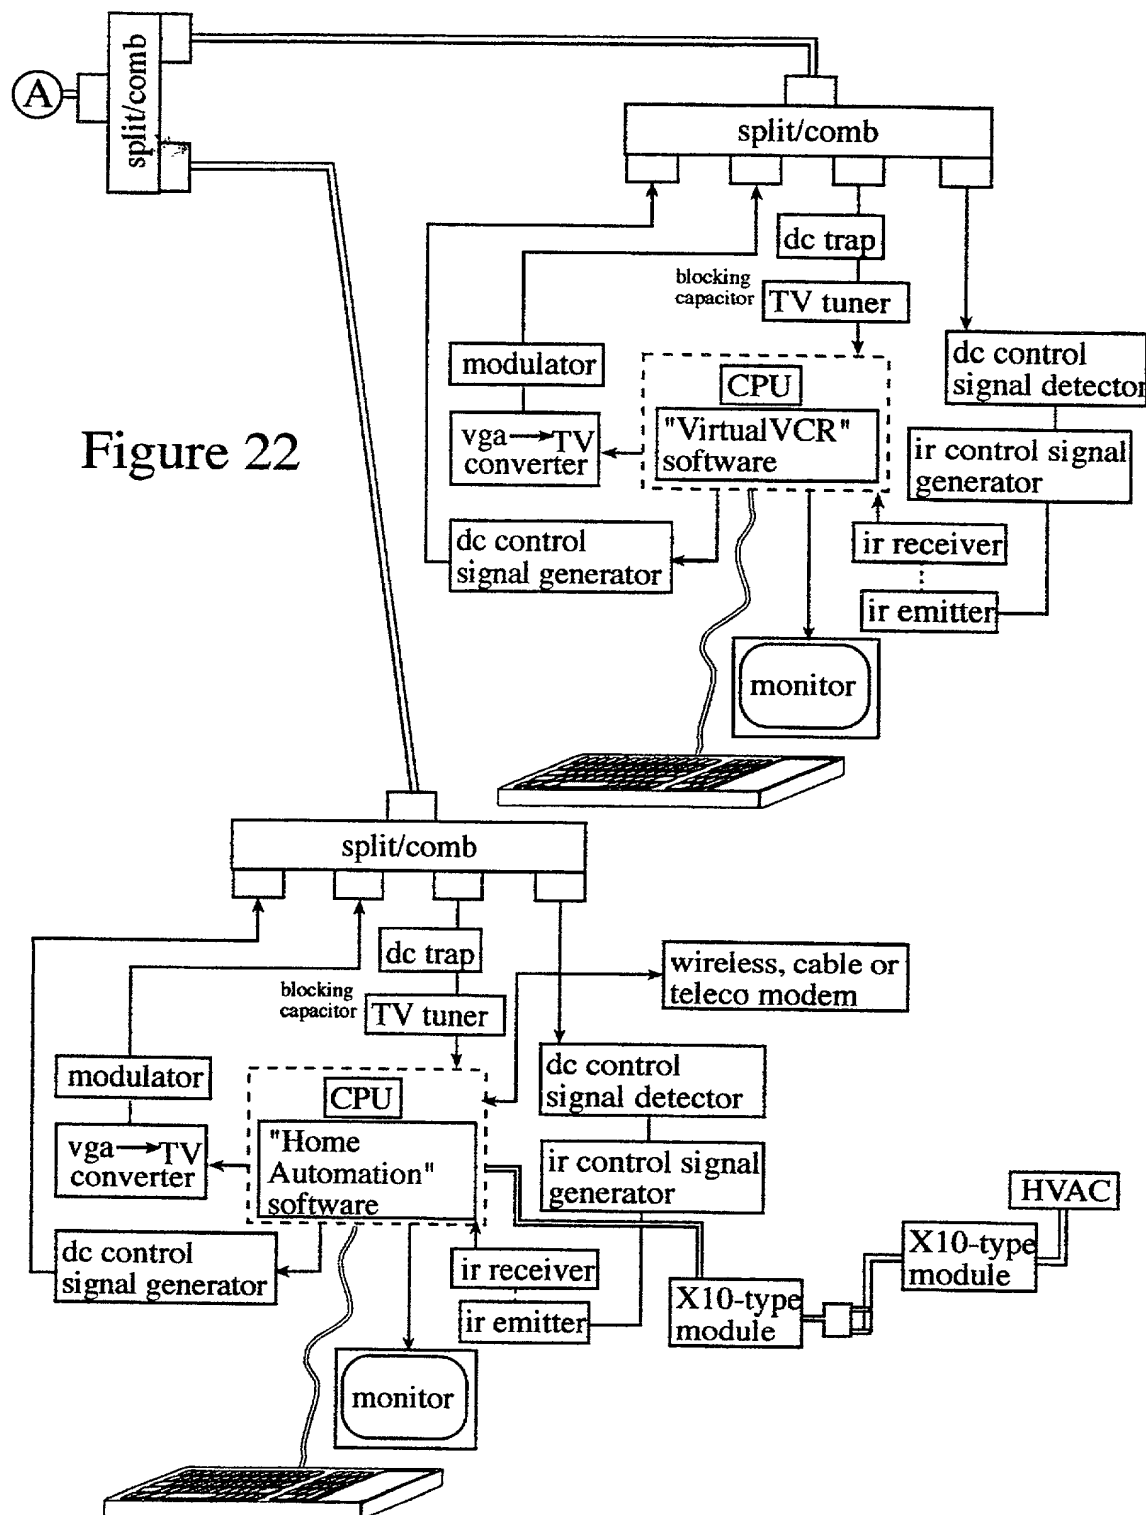 A
split/comb
split/comb
dc trap
blocking
capacitor
TV tuner
modulator
CPU
dc control
signal detector
Figure 22
vga→TV
converter
"VirtualVCR"
software
ir control signal
generator
dc control
signal generator
ir receiver
ir emitter
monitor
split/comb
dc trap
wireless, cable or
teleco modem
blocking
capacitor
TV tuner
modulator
CPU
dc control
signal detector
vga→TV
converter
"Home
Automation"
software
ir control signal
generator
HVAC
dc control
signal generator
ir receiver
X10-type
module
X10-type
module
ir emitter
monitor